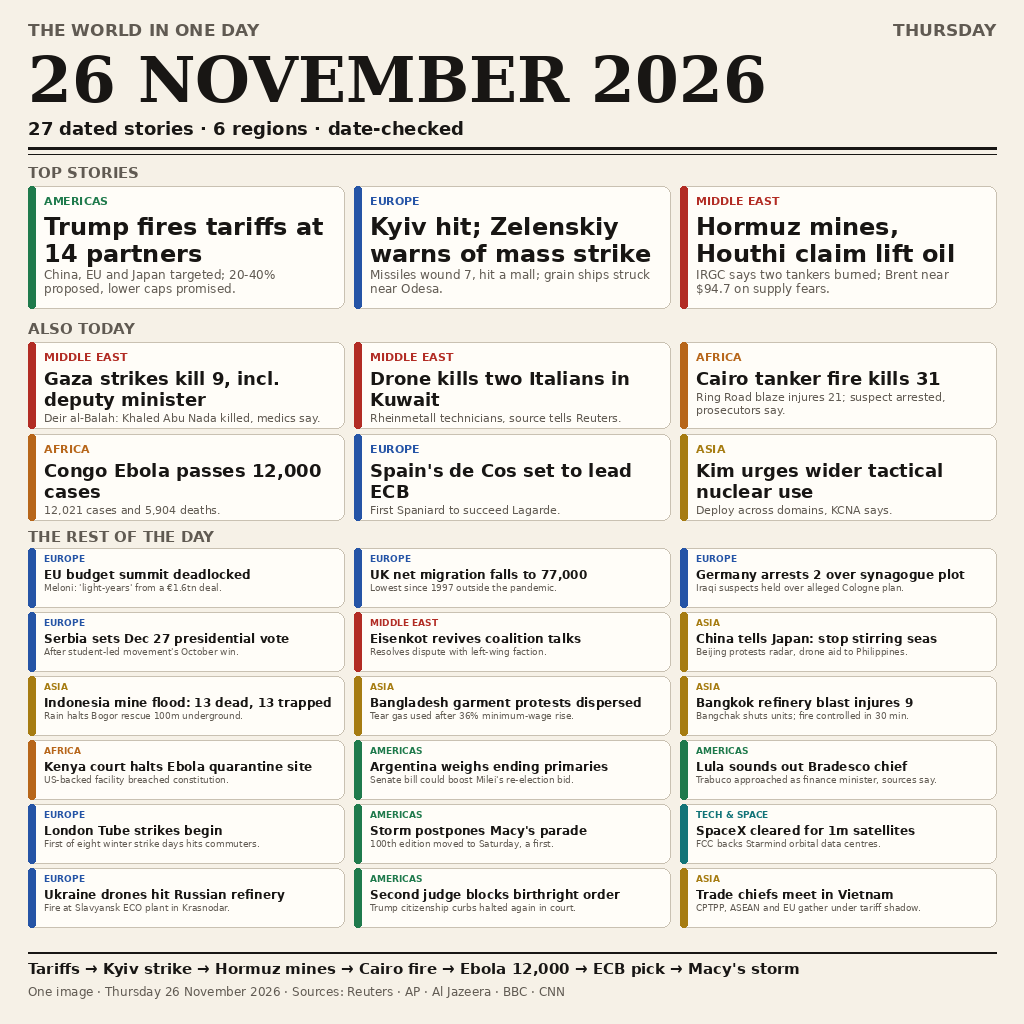 THE WORLD IN ONE DAY
THURSDAY
26 NOVEMBER 2026
27 dated stories · 6 regions · date-checked
TOP STORIES
AMERICAS
Trump fires tariffs at
14 partners
China, EU and Japan targeted; 20-40%
proposed, lower caps promised.
EUROPE
Kyiv hit; Zelenskiy
warns of mass strike
Missiles wound 7, hit a mall; grain ships struck
near Odesa.
MIDDLE EAST
Hormuz mines,
Houthi claim lift oil
IRGC says two tankers burned; Brent near
$94.7 on supply fears.
ALSO TODAY
MIDDLE EAST
Gaza strikes kill 9, incl.
deputy minister
Deir al-Balah: Khaled Abu Nada killed, medics say.
MIDDLE EAST
Drone kills two Italians in
Kuwait
Rheinmetall technicians, source tells Reuters.
AFRICA
Cairo tanker fire kills 31
Ring Road blaze injures 21; suspect arrested,
prosecutors say.
AFRICA
Congo Ebola passes 12,000
cases
12,021 cases and 5,904 deaths.
EUROPE
Spain's de Cos set to lead
ECB
First Spaniard to succeed Lagarde.
ASIA
Kim urges wider tactical
nuclear use
Deploy across domains, KCNA says.
THE REST OF THE DAY
EUROPE
EU budget summit deadlocked
Meloni: 'light-years' from a €1.6tn deal.
EUROPE
UK net migration falls to 77,000
Lowest since 1997 outside the pandemic.
EUROPE
Germany arrests 2 over synagogue plot
Iraqi suspects held over alleged Cologne plan.
EUROPE
Serbia sets Dec 27 presidential vote
After student-led movement's October win.
MIDDLE EAST
Eisenkot revives coalition talks
Resolves dispute with left-wing faction.
ASIA
China tells Japan: stop stirring seas
Beijing protests radar, drone aid to Philippines.
ASIA
Indonesia mine flood: 13 dead, 13 trapped
Rain halts Bogor rescue 100m underground.
ASIA
Bangladesh garment protests dispersed
Tear gas used after 36% minimum-wage rise.
ASIA
Bangkok refinery blast injures 9
Bangchak shuts units; fire controlled in 30 min.
AFRICA
Kenya court halts Ebola quarantine site
US-backed facility breached constitution.
AMERICAS
Argentina weighs ending primaries
Senate bill could boost Milei's re-election bid.
AMERICAS
Lula sounds out Bradesco chief
Trabuco approached as finance minister, sources say.
EUROPE
London Tube strikes begin
First of eight winter strike days hits commuters.
AMERICAS
Storm postpones Macy's parade
100th edition moved to Saturday, a first.
TECH & SPACE
SpaceX cleared for 1m satellites
FCC backs Starmind orbital data centres.
EUROPE
Ukraine drones hit Russian refinery
Fire at Slavyansk ECO plant in Krasnodar.
AMERICAS
Second judge blocks birthright order
Trump citizenship curbs halted again in court.
ASIA
Trade chiefs meet in Vietnam
CPTPP, ASEAN and EU gather under tariff shadow.
Tariffs → Kyiv strike → Hormuz mines → Cairo fire → Ebola 12,000 → ECB pick → Macy's storm
One image · Thursday 26 November 2026 · Sources: Reuters · AP · Al Jazeera · BBC · CNN